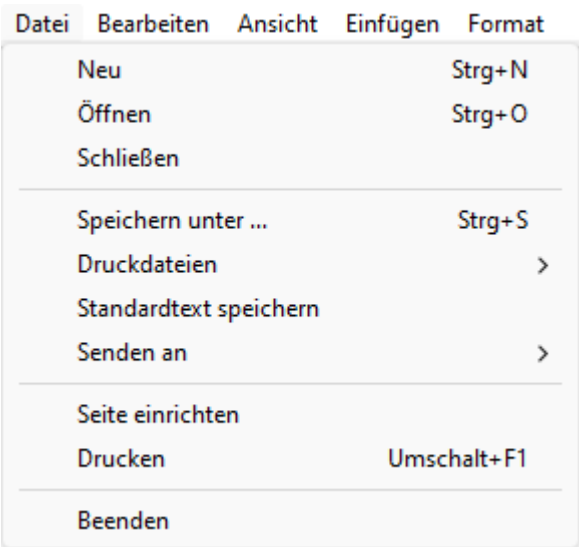 Datei Bearbeiten Ansicht Einfügen Format
Neu Strg+N
Öffnen Strg+O
Schließen
Speichern unter ... Strg+S
Druckdateien >
Standardtext speichern
Senden an >
Seite einrichten
Drucken Umschalt+F1
Beenden